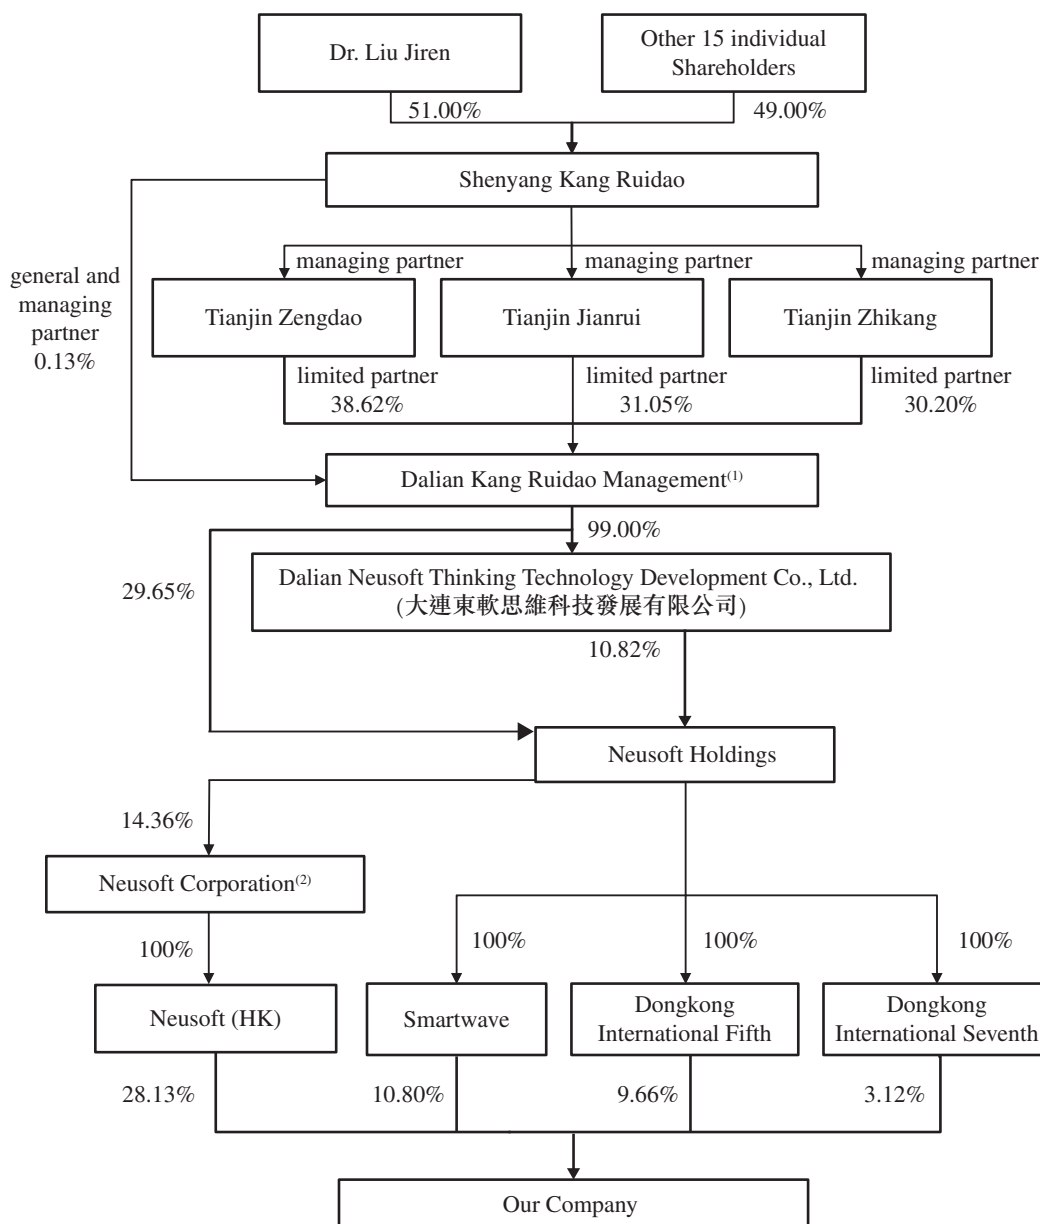 Dr. Liu Jiren
Other 15 individual
Shareholders
51.00%
49.00%
Shenyang Kang Ruidao
general and
managing
partner
0.13%
managing partner
managing partner
managing partner
Tianjin Zengdao
Tianjin Jianrui
Tianjin Zhikang
limited partner
38.62%
limited partner
31.05%
limited partner
30.20%
Dalian Kang Ruidao Management(1)
99.00%
29.65%
Dalian Neusoft Thinking Technology Development Co., Ltd.
(大連東軟思維科技發展有限公司)
10.82%
Neusoft Holdings
14.36%
Neusoft Corporation(2)
100%
100%
100%
100%
Neusoft (HK)
Smartwave
Dongkong
International Fifth
Dongkong
International Seventh
28.13%
10.80%
9.66%
3.12%
Our Company